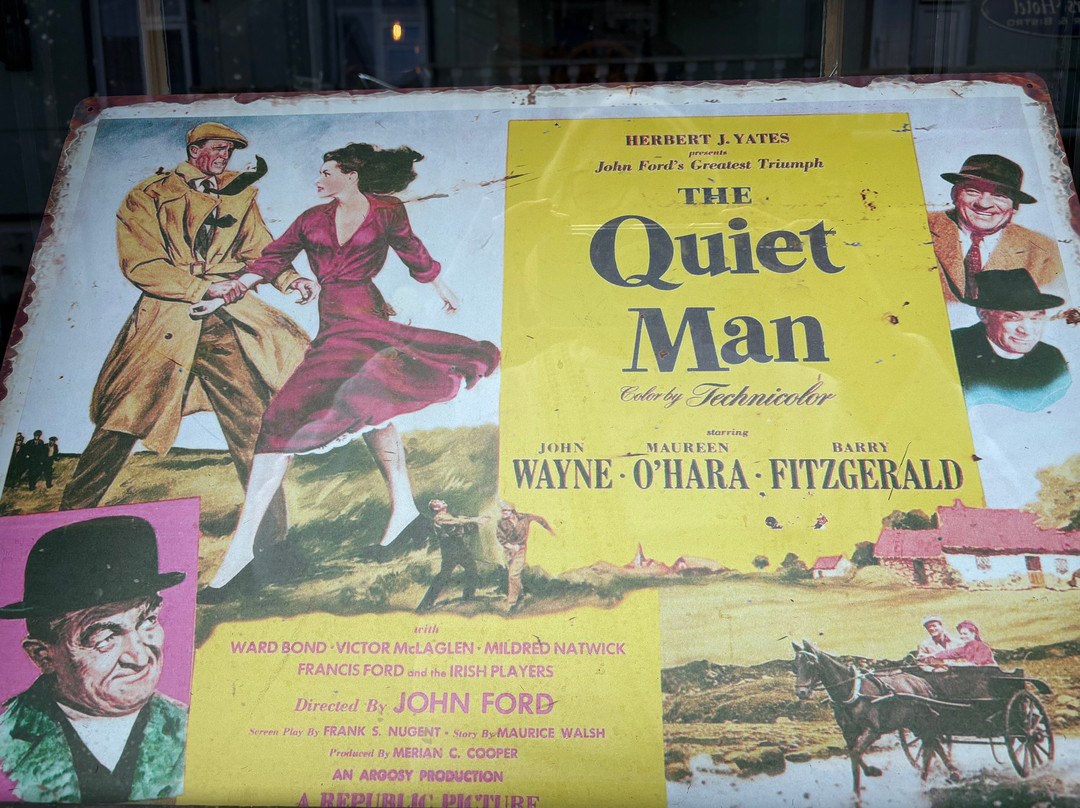 HERBERT J. YATES
presents
John Ford's Greatest Triumph
THE
Quiet
Man
Color by Technicolor
starring
JOHN MAUREEN BARRY
WAYNE · O'HARA · FITZGERALD
with
WARD BOND · VICTOR McLAGLEN · MILDRED NATWICK
FRANCIS FORD and the IRISH PLAYERS
Directed By JOHN FORD
Screen Play By FRANK S. NUGENT · Story By MAURICE WALSH
Produced By MERIAN C. COOPER
AN ARGOSY PRODUCTION
A REPUBLIC PICTURE